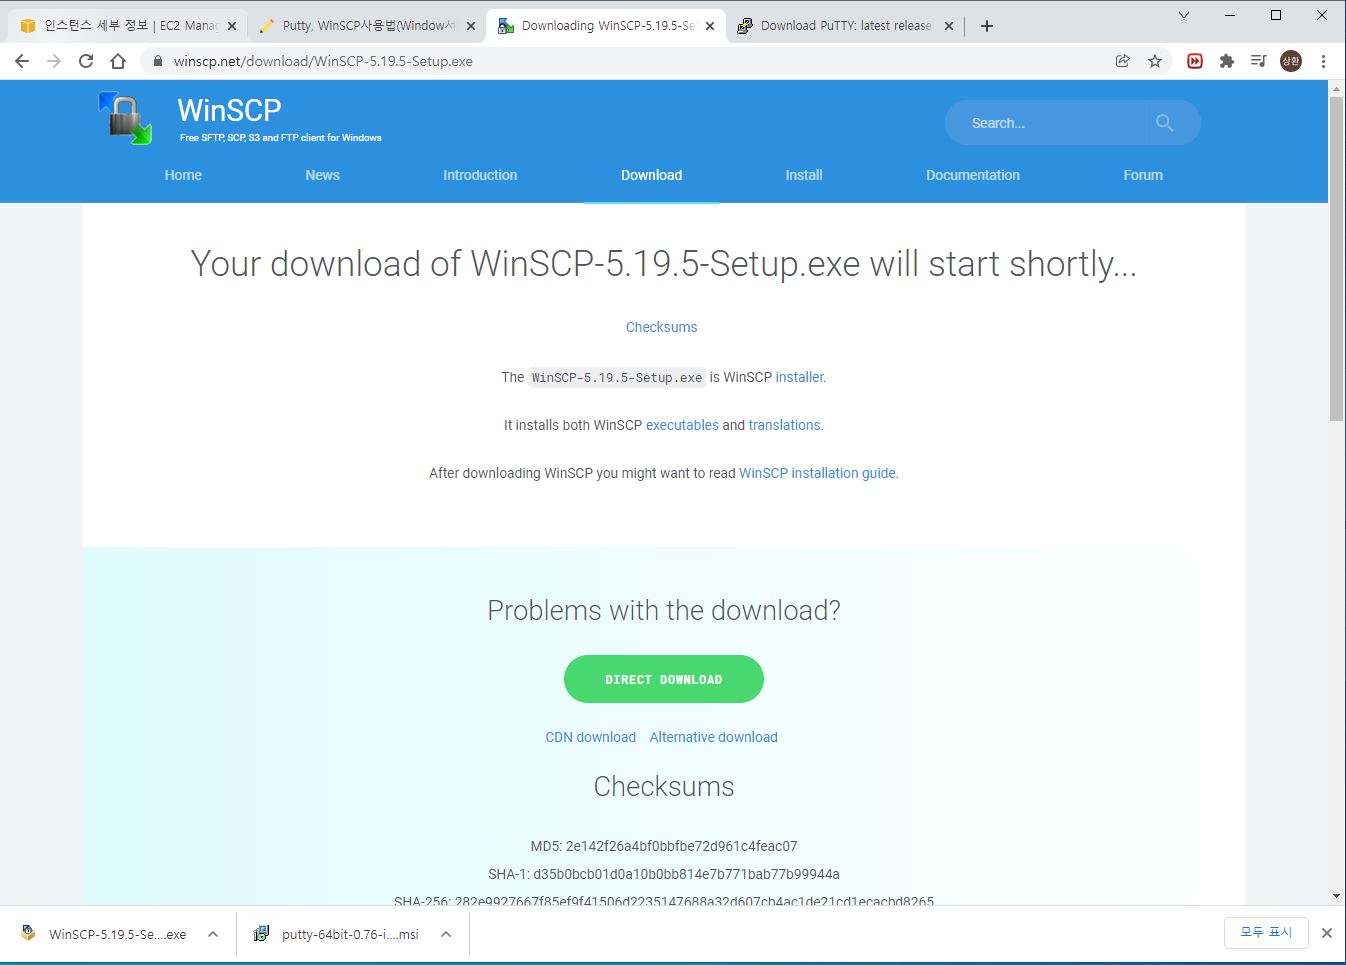 인스턴스 세부 정보 | EC2 Manag
Putty, WinSCP사용법(Window서
Downloading WinSCP-5.19.5-Se
Download PuTTY: latest release
winscp.net/download/WinSCP-5.19.5-Setup.exe
상환
WinSCP
Free SFTP, SCP, S3 and FTP client for Windows
Search...
Home
News
Introduction
Download
Install
Documentation
Forum
Your download of WinSCP-5.19.5-Setup.exe will start shortly...
Checksums
The WinSCP-5.19.5-Setup.exe is WinSCP installer.
It installs both WinSCP executables and translations.
After downloading WinSCP you might want to read WinSCP installation guide.
Problems with the download?
DIRECT DOWNLOAD
CDN download Alternative download
Checksums
MD5: 2e142f26a4bf0bbfbe72d961c4feac07
SHA-1: d35b0bcb01d0a10b0bb814e7b771bab77b99944a
SHA-256: 282e9927667f85ef9f41506d2235147688a32d607cb4ac1de21cd1ecacbd8265
WinSCP-5.19.5-Se....exe
putty-64bit-0.76-i....msi
모두 표시